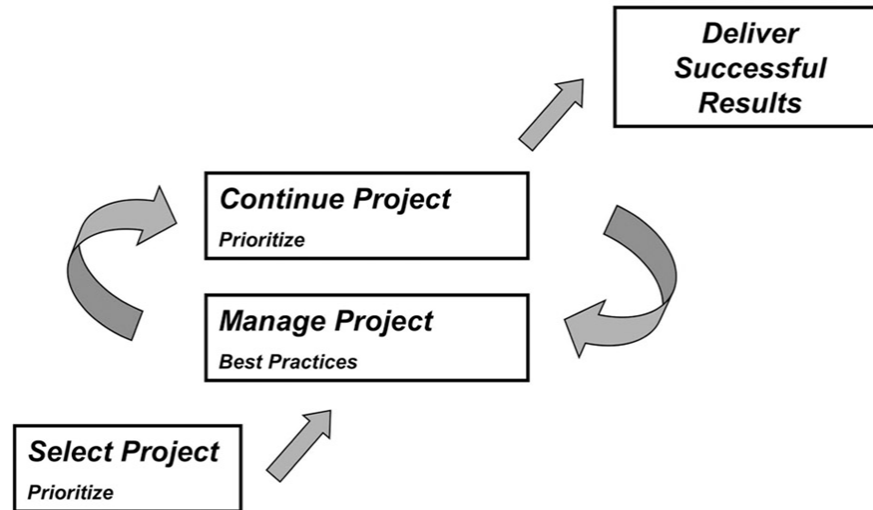 Deliver
Successful
Results
Continue Project
Prioritize
Manage Project
Best Practices
Select Project
Prioritize